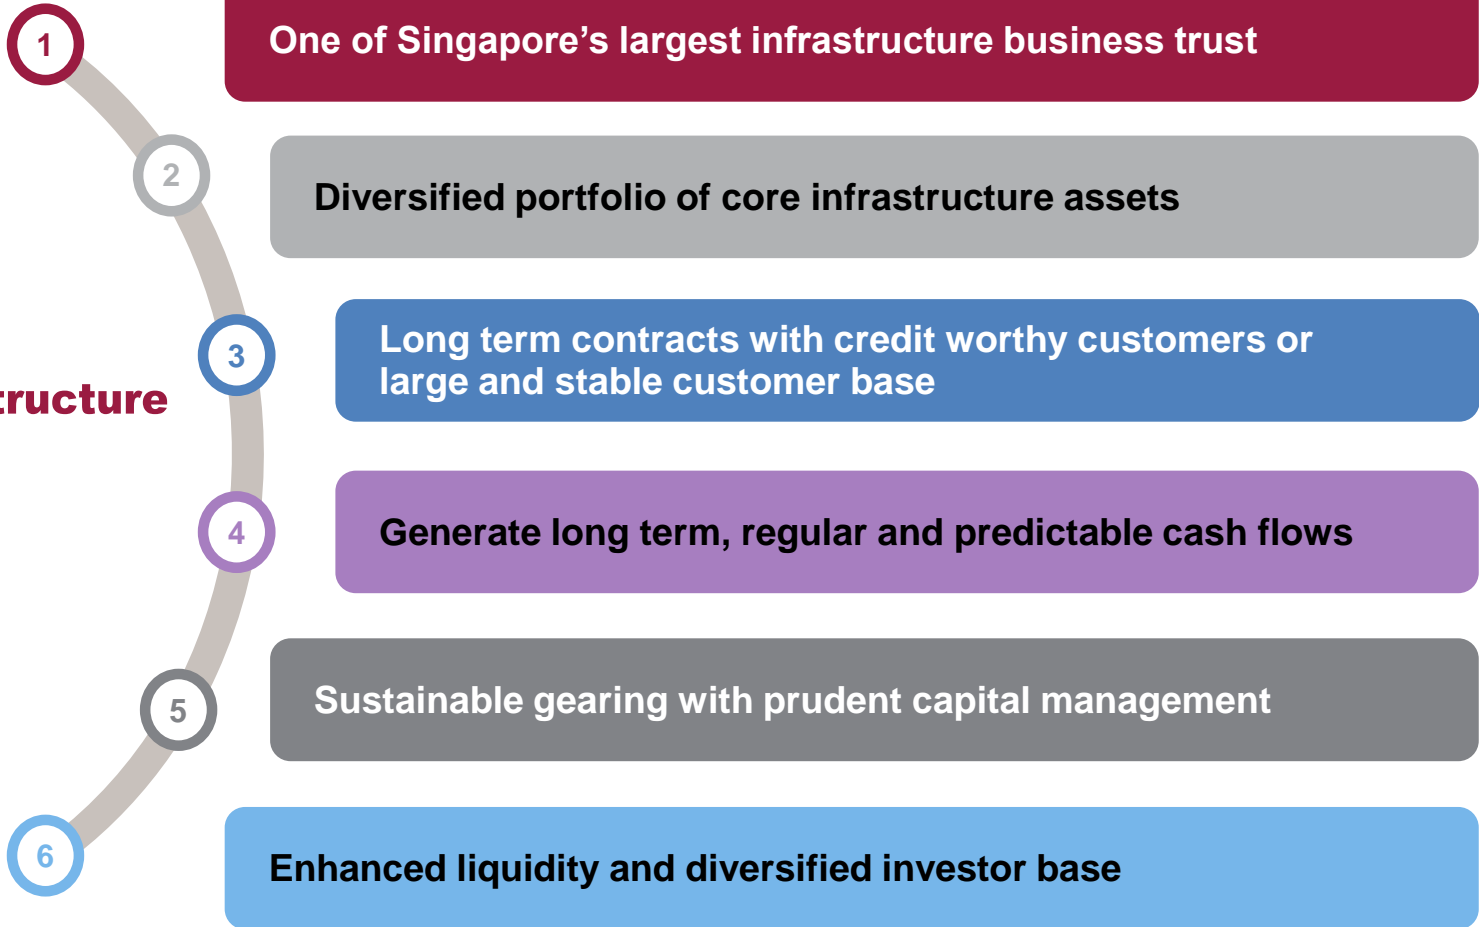 1
One of Singapore’s largest infrastructure business trust
2
Diversified portfolio of core infrastructure assets
3
Long term contracts with credit worthy customers or
large and stable customer base
4
Generate long term, regular and predictable cash flows
5
Sustainable gearing with prudent capital management
6
Enhanced liquidity and diversified investor base